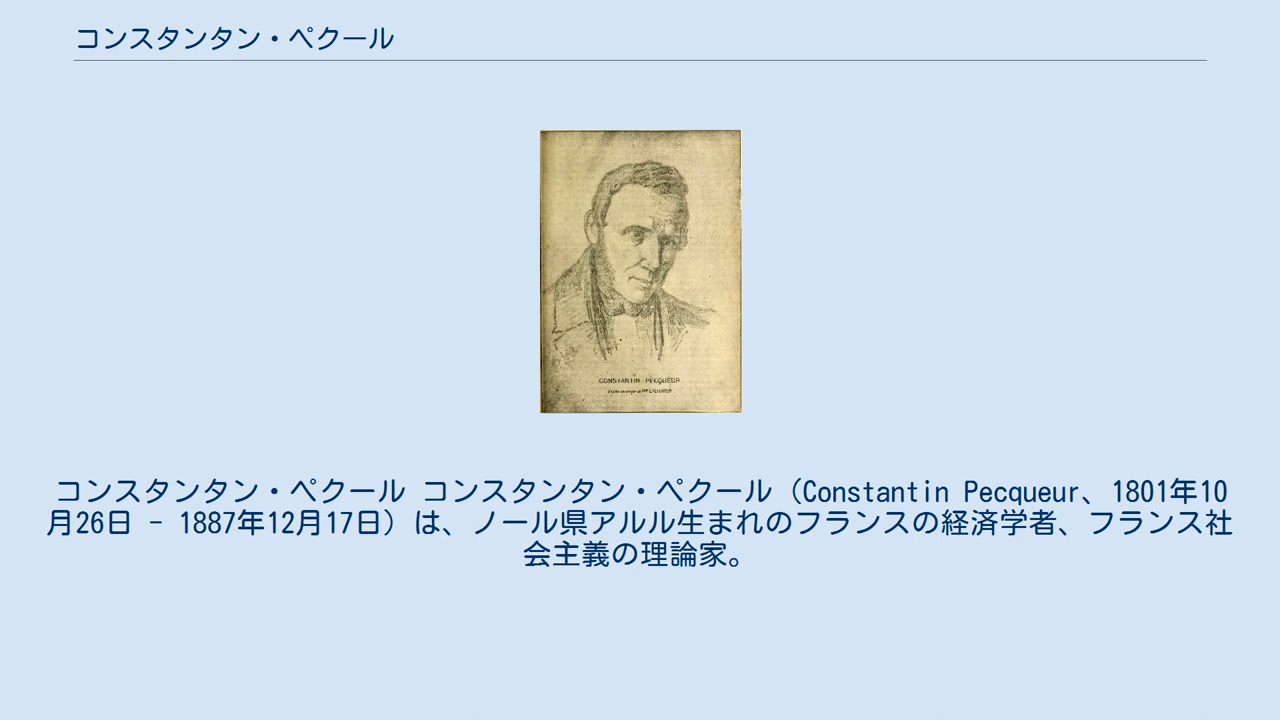 コンスタンタン・ペクール
CONSTANTIN PECQUEUR
コンスタンタン・ペクール コンスタンタン・ペクール（Constantin Pecqueur、1801年10
月26日 - 1887年12月17日）は、ノール県アルル生まれのフランスの経済学者、フランス社
会主義の理論家。